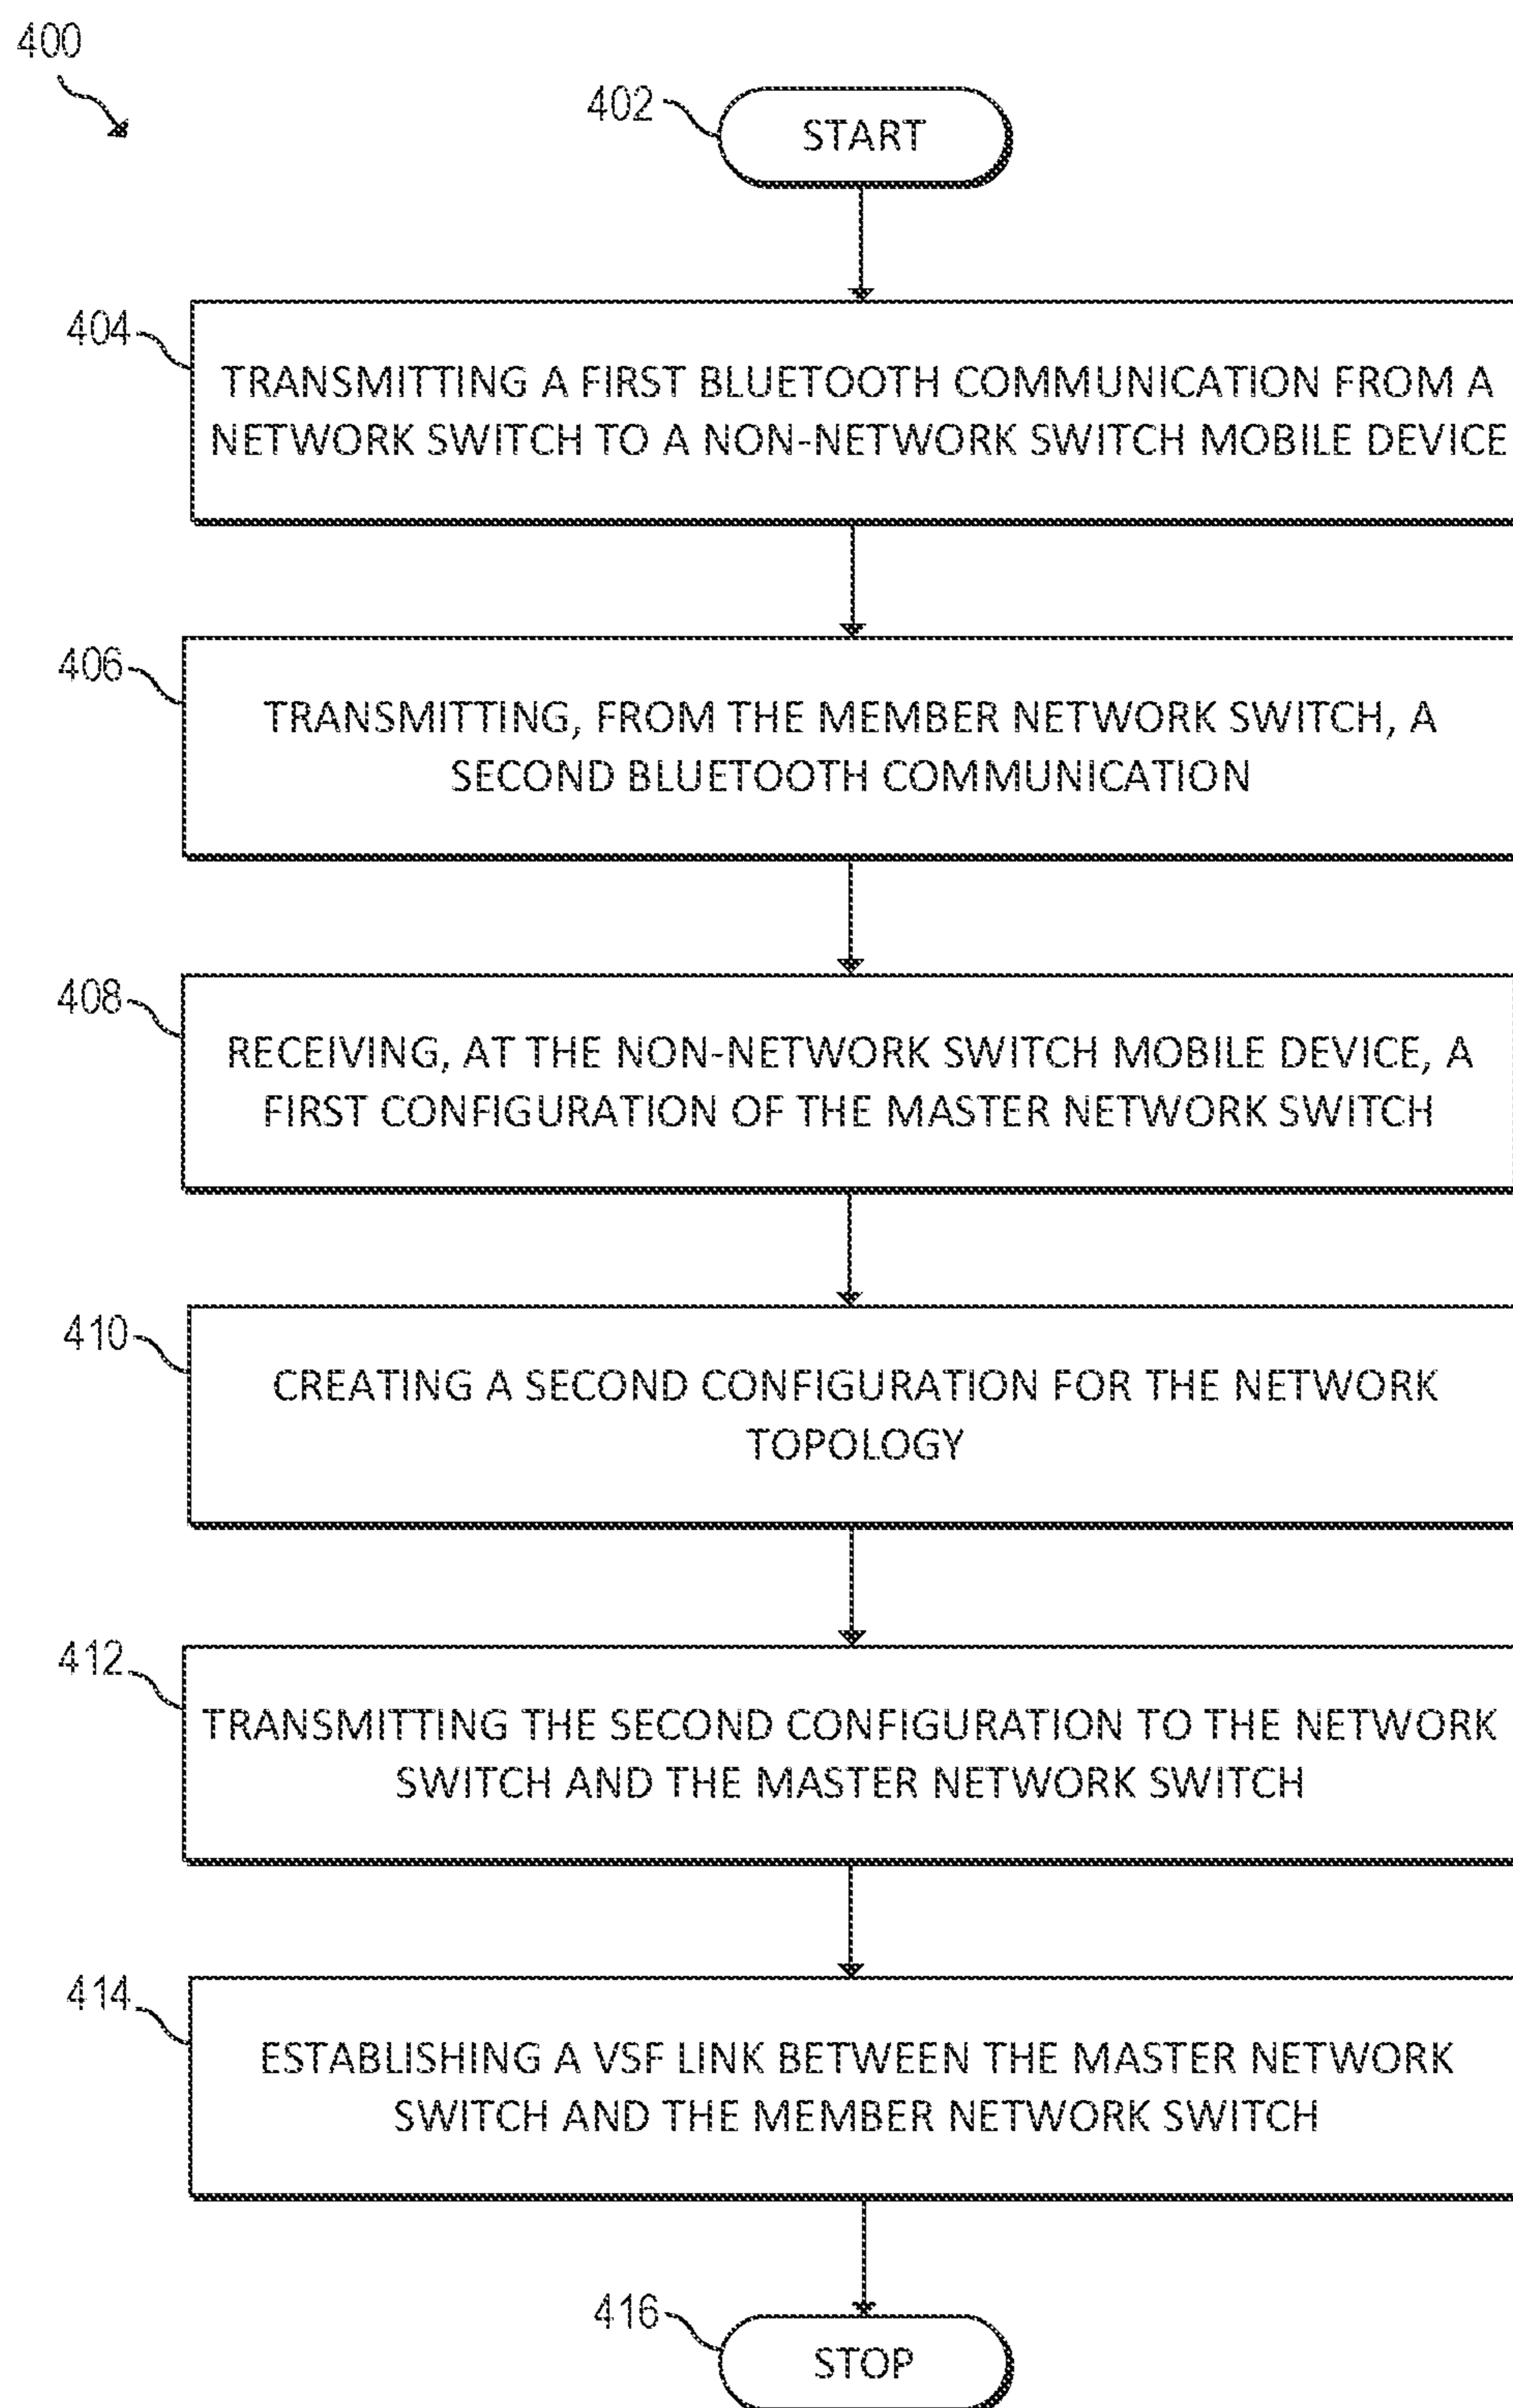 400
402
START
404
TRANSMITTING A FIRST BLUETOOTH COMMUNICATION FROM A
NETWORK SWITCH TO A NON-NETWORK SWITCH MOBILE DEVICE
406
TRANSMITTING, FROM THE MEMBER NETWORK SWITCH, A
SECOND BLUETOOTH COMMUNICATION
408
RECEIVING, AT THE NON-NETWORK SWITCH MOBILE DEVICE, A
FIRST CONFIGURATION OF THE MASTER NETWORK SWITCH
410
CREATING A SECOND CONFIGURATION FOR THE NETWORK
TOPOLOGY
412
TRANSMITTING THE SECOND CONFIGURATION TO THE NETWORK
SWITCH AND THE MASTER NETWORK SWITCH
414
ESTABLISHING A VSF LINK BETWEEN THE MASTER NETWORK
SWITCH AND THE MEMBER NETWORK SWITCH
416
STOP